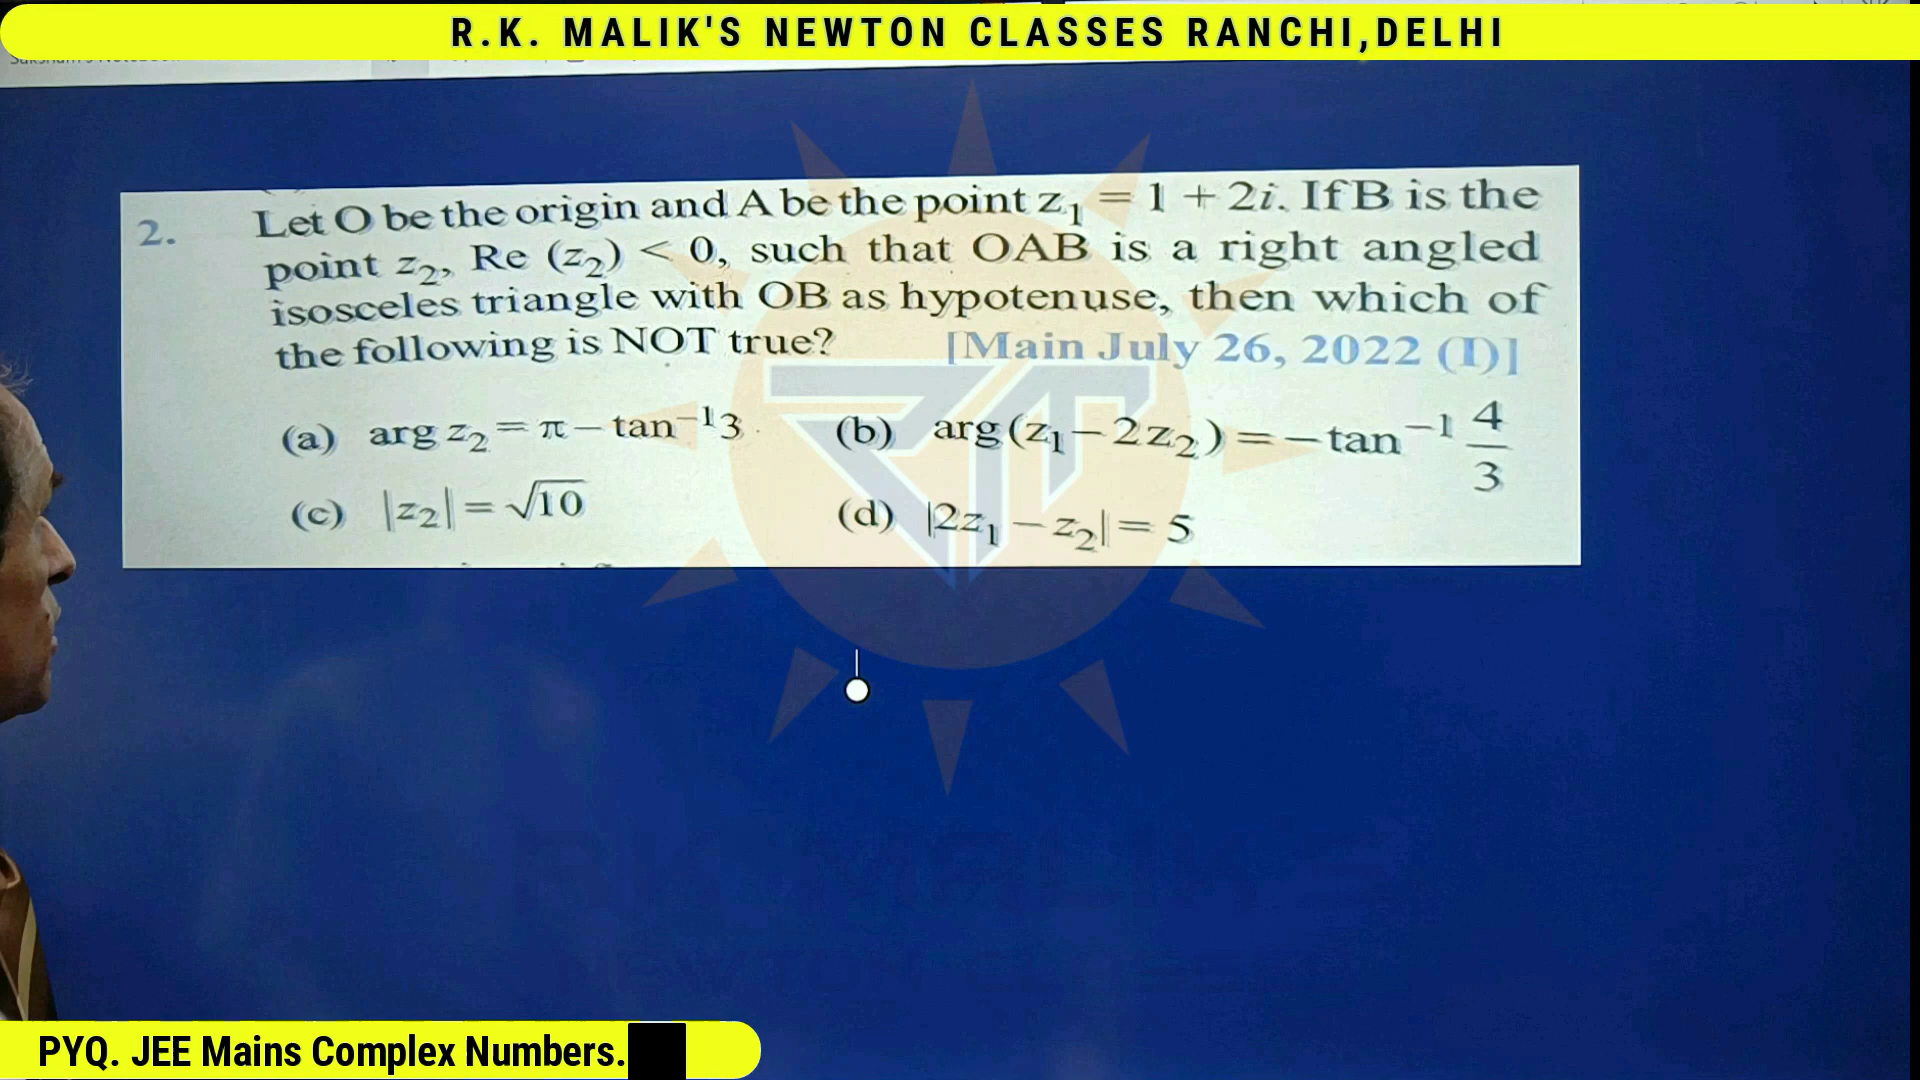 R.K. MALIK'S NEWTON CLASSES RANCHI,DELHI
2. Let O be the origin and A be the point z₁ = 1 + 2i. If B is the
point z₂, Re (z₂) < 0, such that OAB is a right angled
isosceles triangle with OB as hypotenuse, then which of
the following is NOT true? [Main July 26, 2022 (I)]
(a) arg z₂ = π − tan⁻¹3 (b) arg(z₁ − 2z₂) = −tan⁻¹ 4/3
(c) |z₂| = √10 (d) |2z₁ − z₂| = 5
PYQ. JEE Mains Complex Numbers.